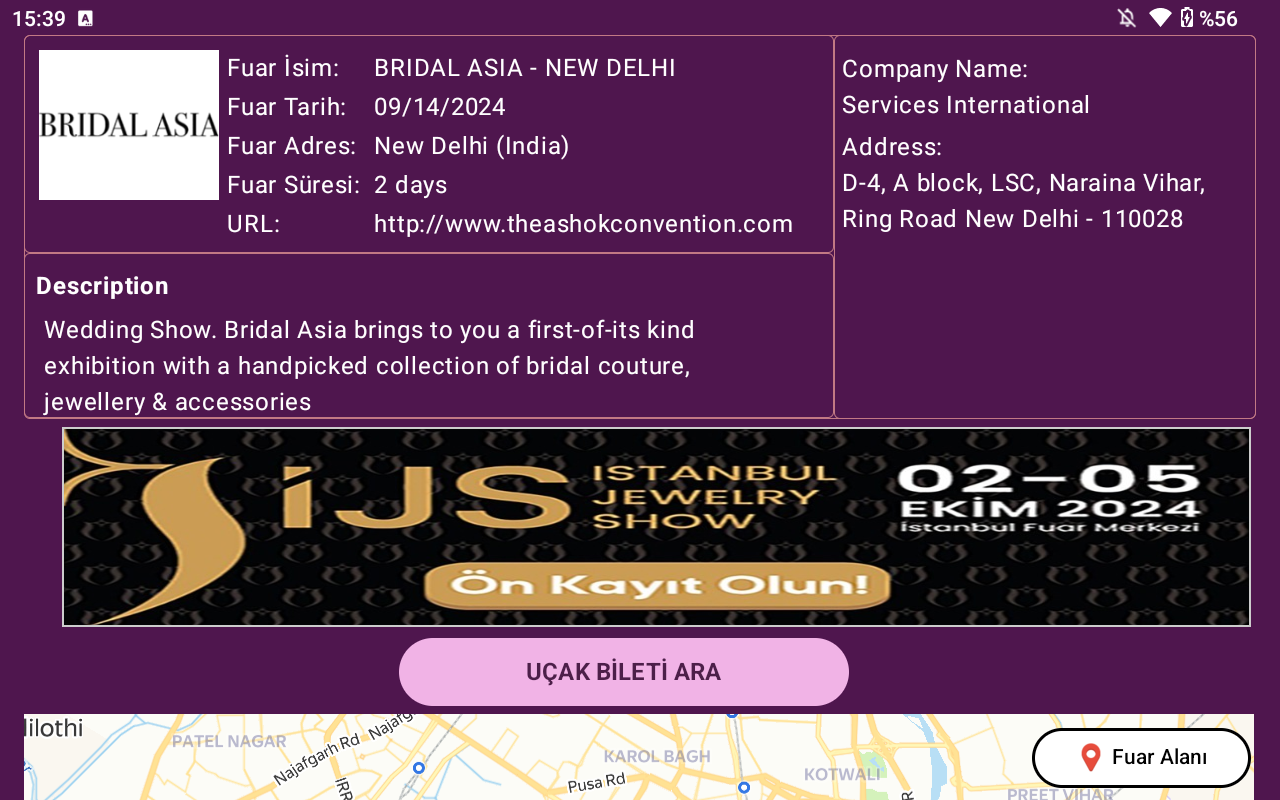 15:39 A %56
BRIDAL ASIA
Fuar İsim: BRIDAL ASIA - NEW DELHI
Fuar Tarih: 09/14/2024
Fuar Adres: New Delhi (India)
Fuar Süresi: 2 days
URL: http://www.theashokconvention.com
Company Name:
Services International
Address:
D-4, A block, LSC, Naraina Vihar,
Ring Road New Delhi - 110028
Description
Wedding Show. Bridal Asia brings to you a first-of-its kind
exhibition with a handpicked collection of bridal couture,
jewellery & accessories
iJS
ISTANBUL
JEWELRY
SHOW
02-05
EKİM 2024
İstanbul Fuar Merkezi
Ön Kayıt Olun!
UÇAK BİLETİ ARA
lilothi
PATEL NAGAR
Najafgarh Rd
Najafg
IRR
KAROL BAGH
Pusa Rd
KOTWALI
R
PREET VIHAR
Fuar Alanı